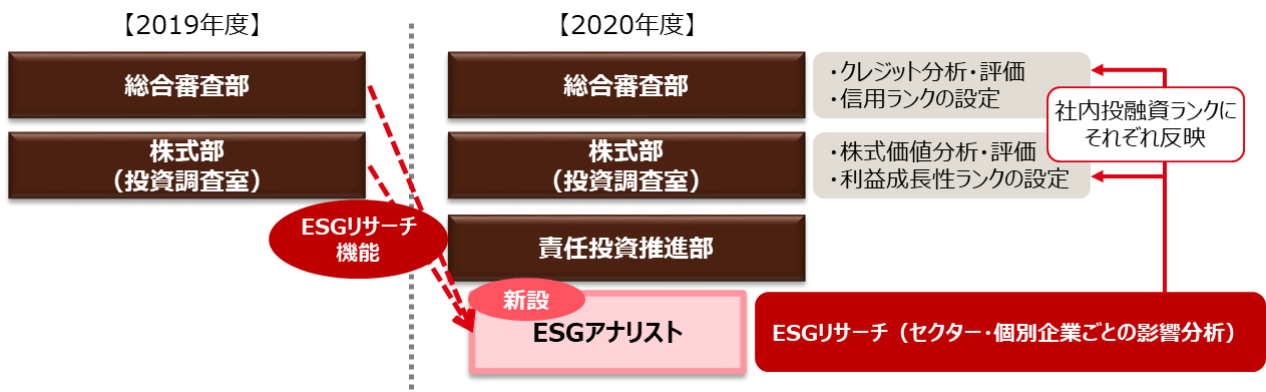 【2019年度】
【2020年度】
総合審査部
総合審査部
・クレジット分析・評価
・信用ランクの設定
社内投融資ランクに
それぞれ反映
株式部
（投資調査室）
株式部
（投資調査室）
・株式価値分析・評価
・利益成長性ランクの設定
ESGリサーチ
機能
責任投資推進部
新設
ESGアナリスト
ESGリサーチ（セクター・個別企業ごとの影響分析）